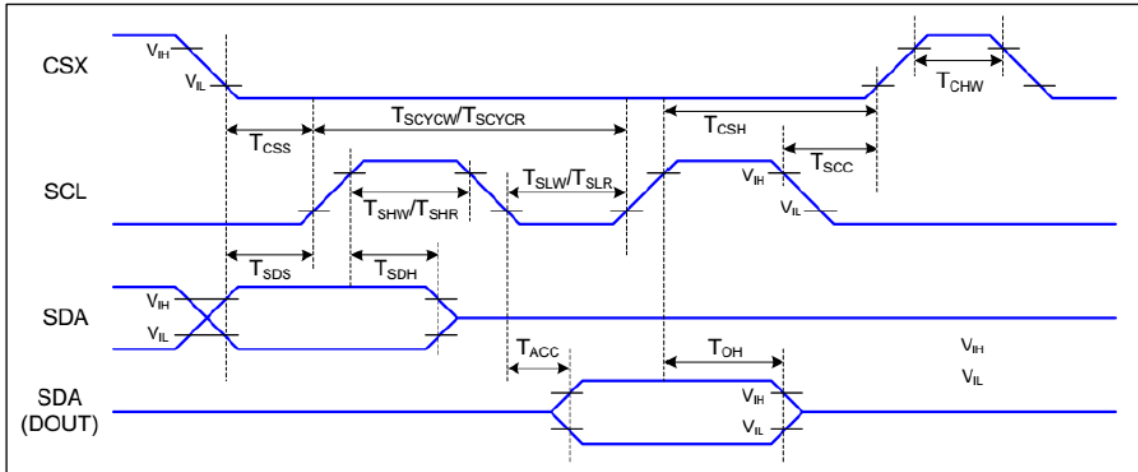 CSX
VIH
VIL
TCHW
TSCYCW/TSCYCR
TCSH
TCSS
TSCC
SCL
TSLW/TSLR
VIH
TSHW/TSHR
VIL
TSDS
TSDH
SDA
VIH
VIL
TACC
TOH
VIH
VIL
SDA
(DOUT)
VIH
VIL